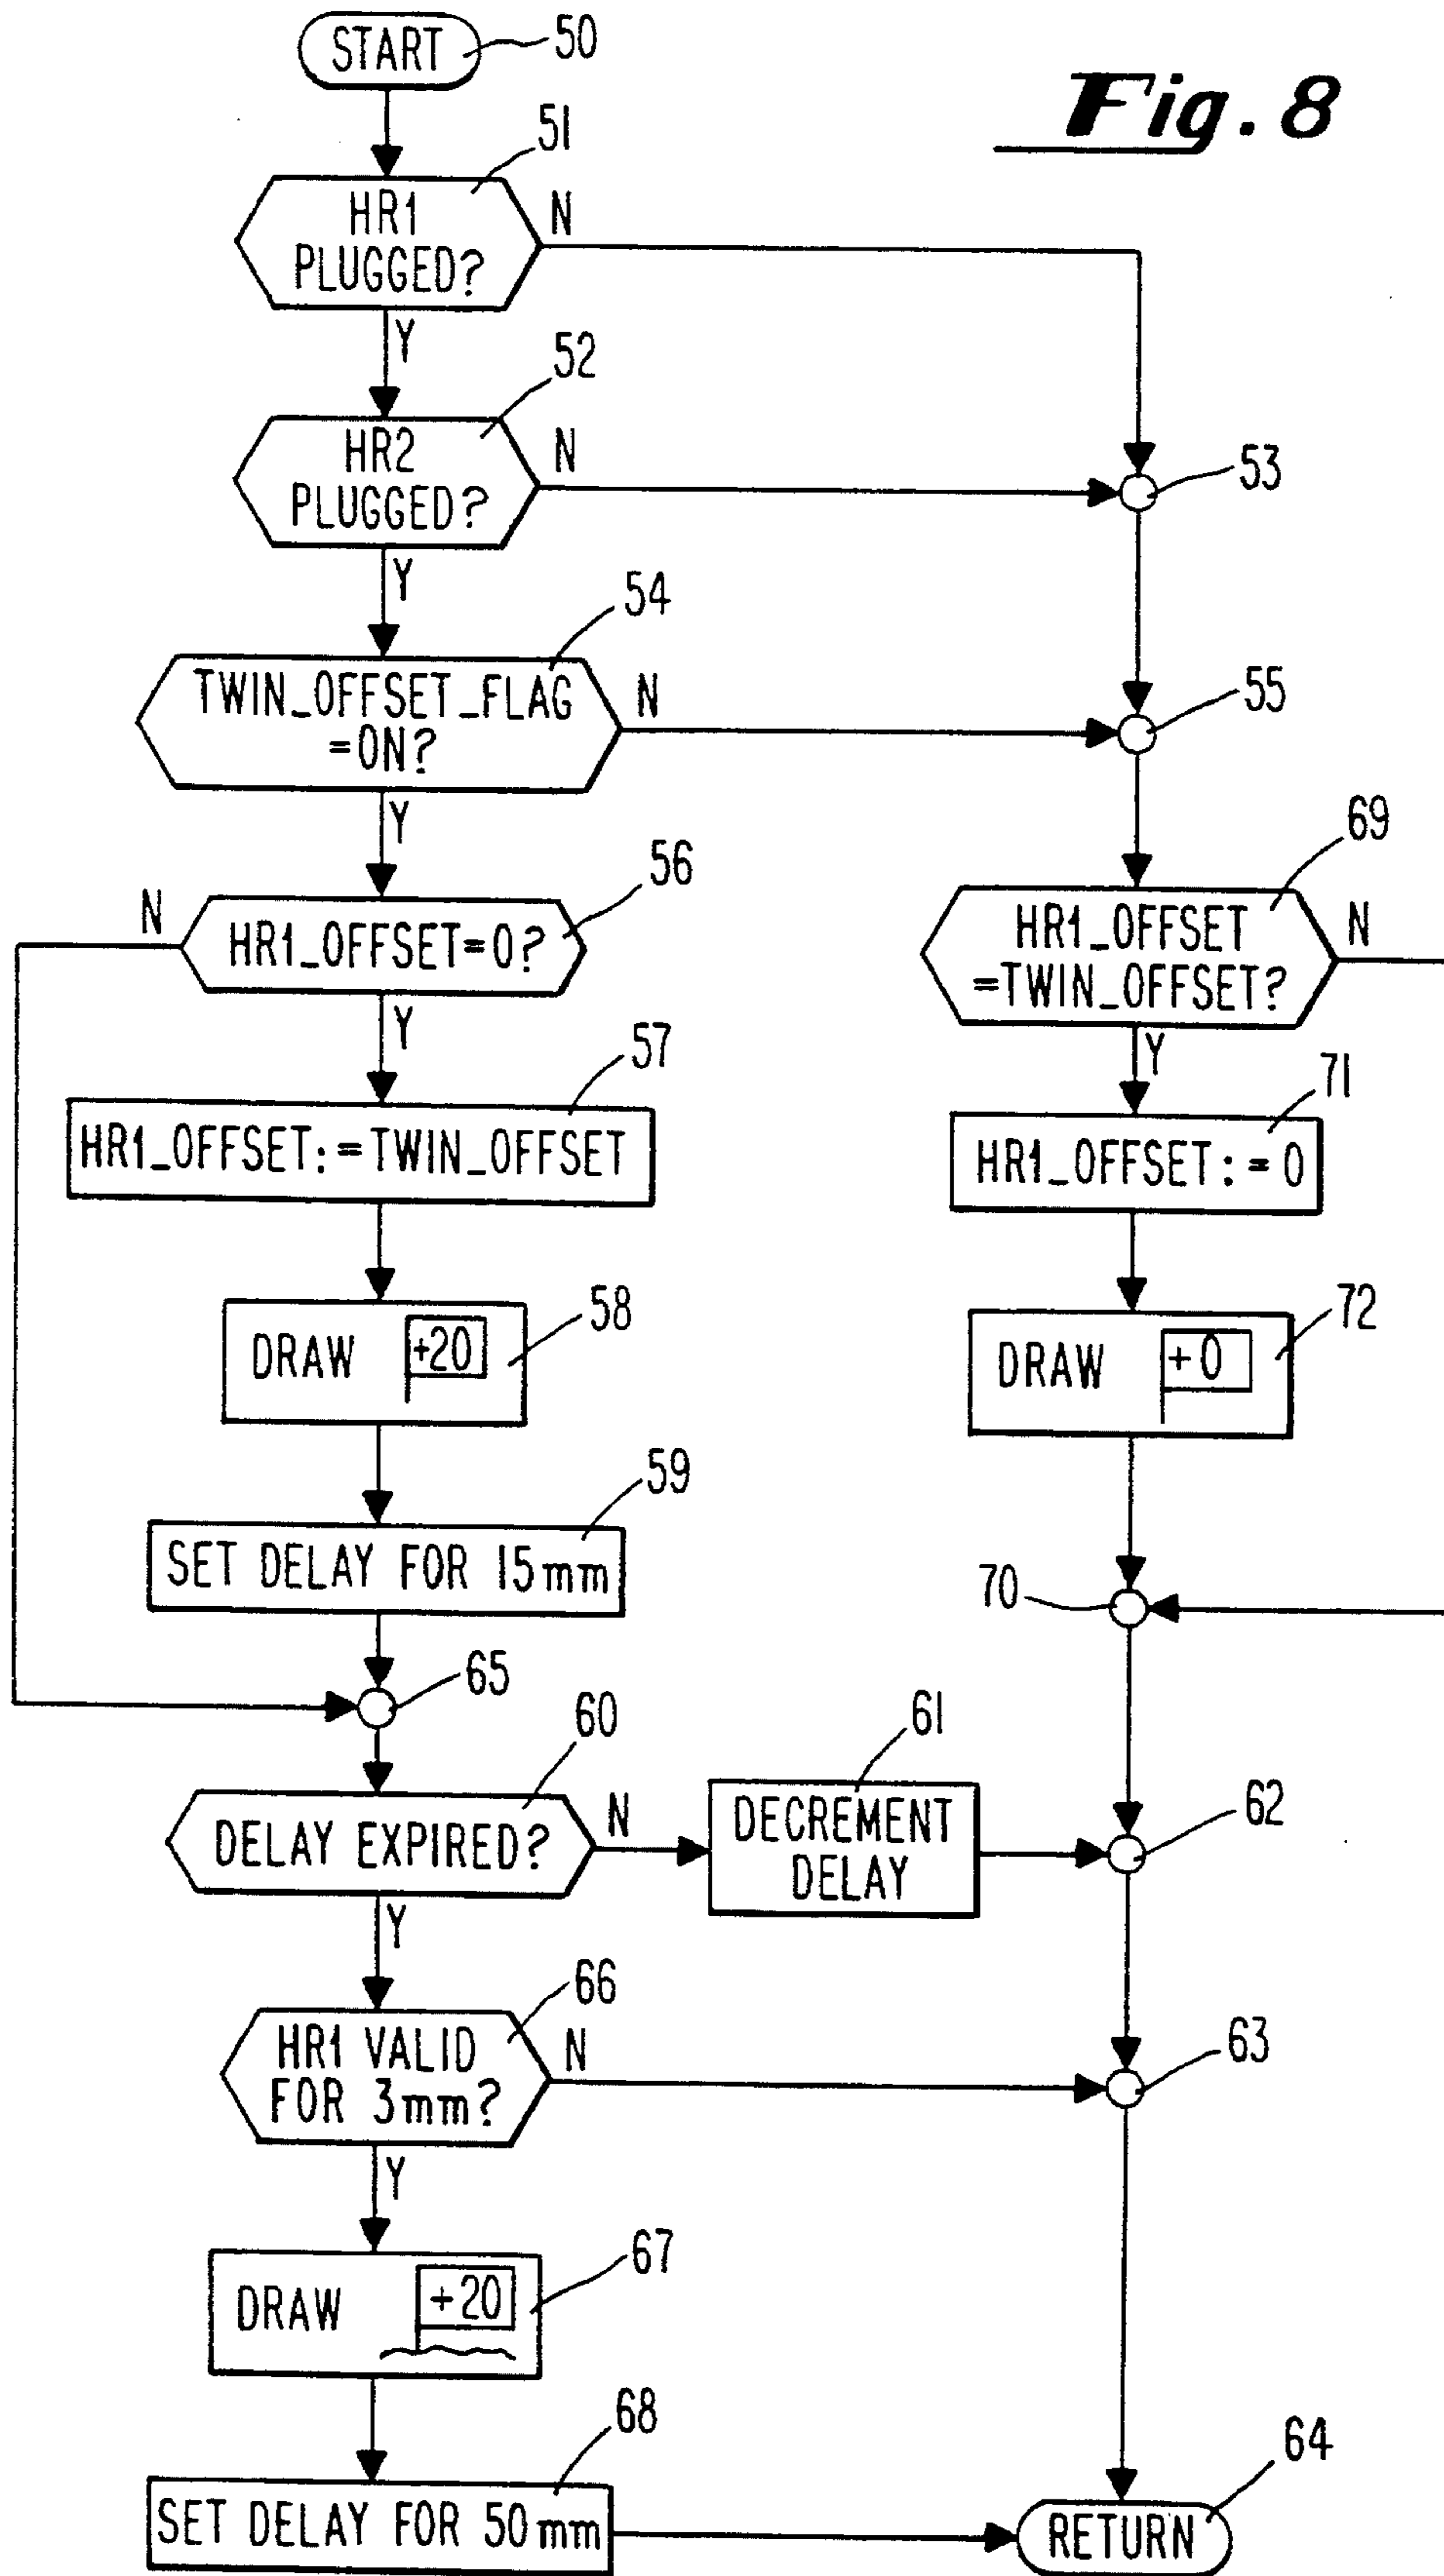 Fig. 8
START
50
51
HR1
PLUGGED?
N
Y
52
HR2
PLUGGED?
N
53
Y
54
TWIN_OFFSET_FLAG
=ON?
N
55
Y
56
N
HR1_OFFSET=0?
Y
57
HR1_OFFSET:=TWIN_OFFSET
DRAW +20
58
59
SET DELAY FOR 15mm
65
60
DELAY EXPIRED?
N
61
DECREMENT
DELAY
62
Y
66
HR1 VALID
FOR 3mm?
N
63
Y
67
DRAW +20
68
SET DELAY FOR 50mm
69
HR1_OFFSET
=TWIN_OFFSET?
N
Y
71
HR1_OFFSET:=0
72
DRAW +0
70
64
RETURN